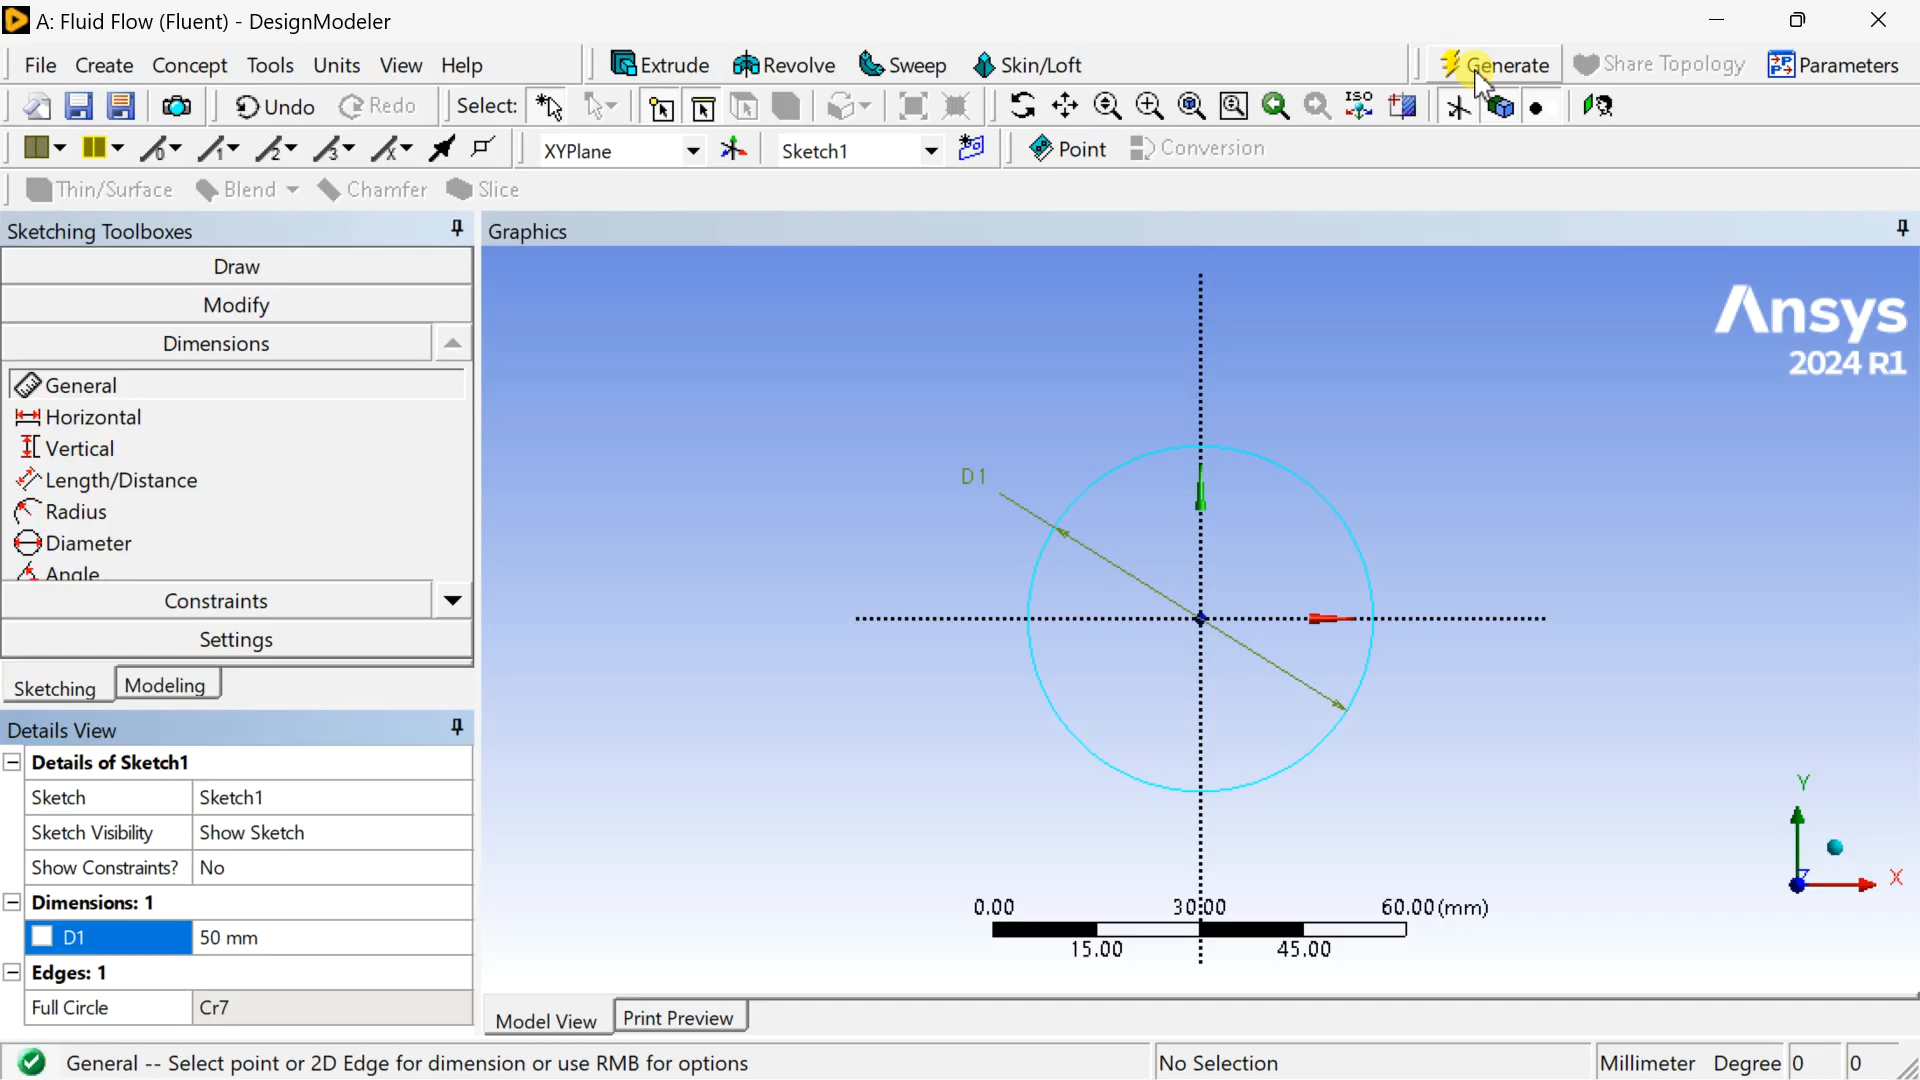 A: Fluid Flow (Fluent) - DesignModeler
File Create Concept Tools Units View Help
Extrude Revolve Sweep Skin/Loft
Generate Share Topology Parameters
Undo Redo Select: ISO
XYPlane Sketch1 Point Conversion
Thin/Surface Blend Chamfer Slice
Sketching Toolboxes
Draw
Modify
Dimensions
General
Horizontal
Vertical
Length/Distance
Radius
Diameter
Angle
Constraints
Settings
Sketching Modeling
Details View
Details of Sketch1
Sketch Sketch1
Sketch Visibility Show Sketch
Show Constraints? No
Dimensions: 1
D1 50 mm
Edges: 1
Full Circle Cr7
Graphics
Ansys
2024 R1
D1
Y
Z X
0.00 30.00 60.00 (mm)
15.00 45.00
Model View Print Preview
General -- Select point or 2D Edge for dimension or use RMB for options
No Selection
Millimeter Degree 0 0